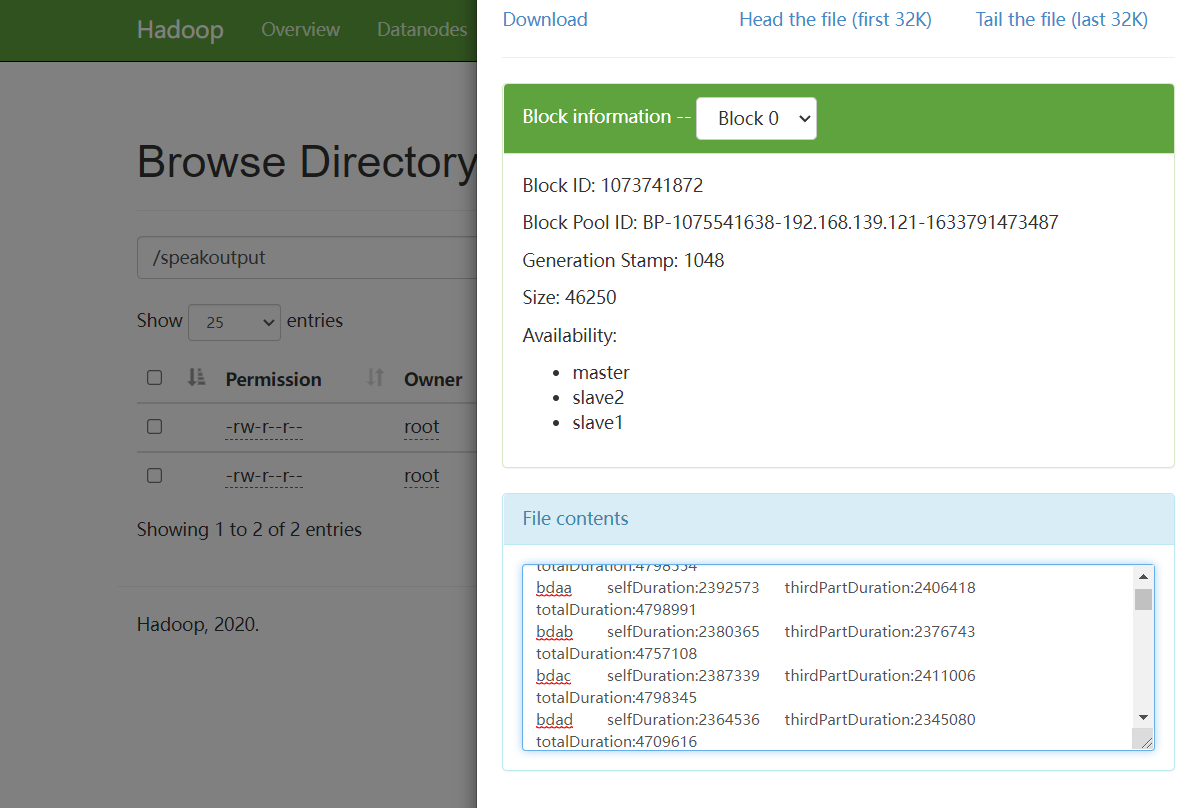 Hadoop Overview Datanodes
Browse Directory
/speakoutput
Show 25 entries
Permission Owner
-rw-r--r-- root
-rw-r--r-- root
Showing 1 to 2 of 2 entries
Hadoop, 2020.
Download Head the file (first 32K) Tail the file (last 32K)
Block information -- Block 0
Block ID: 1073741872
Block Pool ID: BP-1075541638-192.168.139.121-1633791473487
Generation Stamp: 1048
Size: 46250
Availability:
master
slave2
slave1
File contents
totalDuration:4798554
bdaa selfDuration:2392573 thirdPartDuration:2406418
totalDuration:4798991
bdab selfDuration:2380365 thirdPartDuration:2376743
totalDuration:4757108
bdac selfDuration:2387339 thirdPartDuration:2411006
totalDuration:4798345
bdad selfDuration:2364536 thirdPartDuration:2345080
totalDuration:4709616